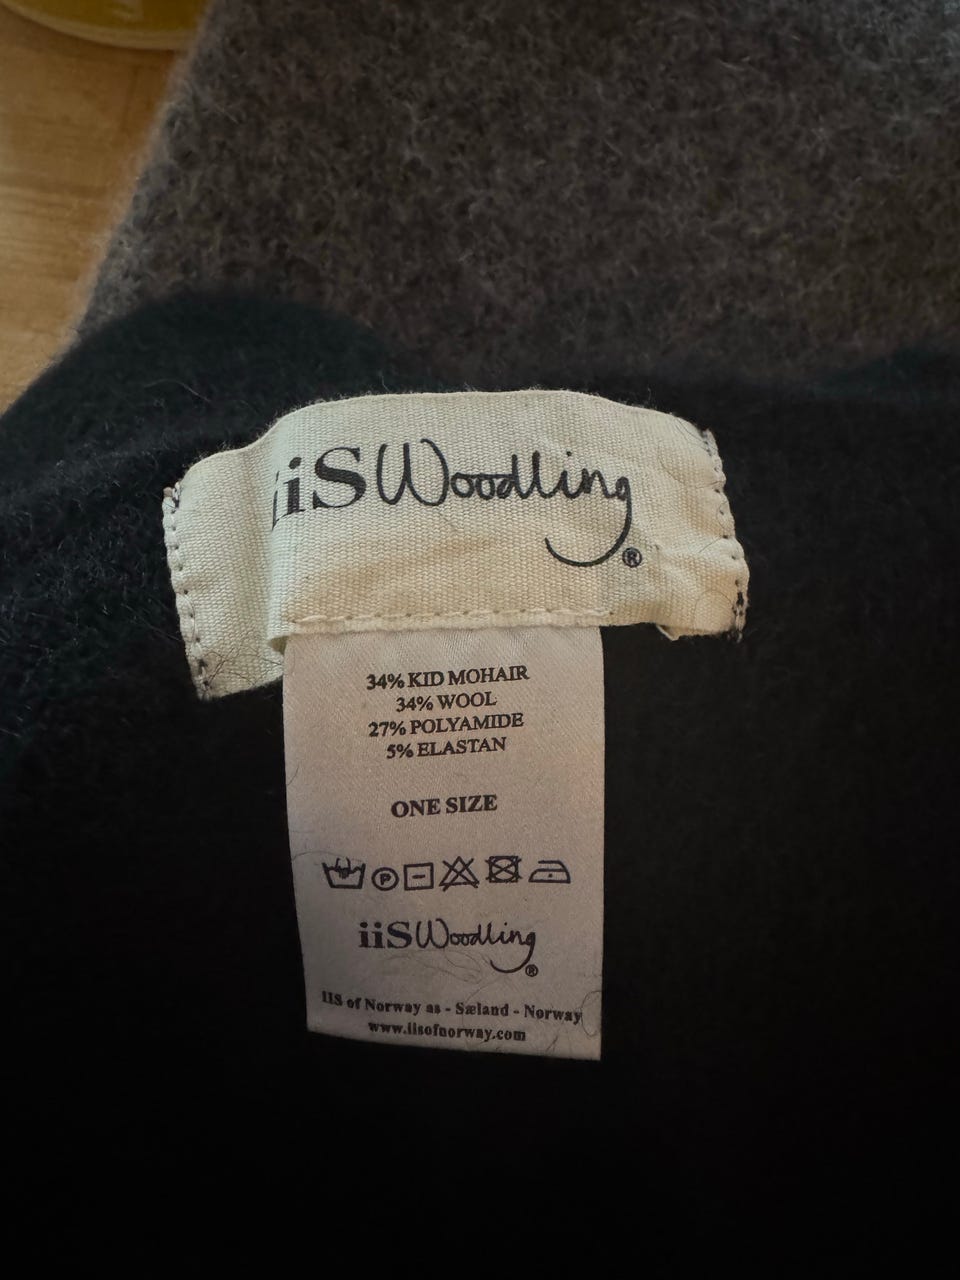 iiS Woodling ®
34% KID MOHAIR
34% WOOL
27% POLYAMIDE
5% ELASTAN
ONE SIZE
P
iiS Woodling ®
IIS of Norway as - Sæland - Norway
www.iisofnorway.com